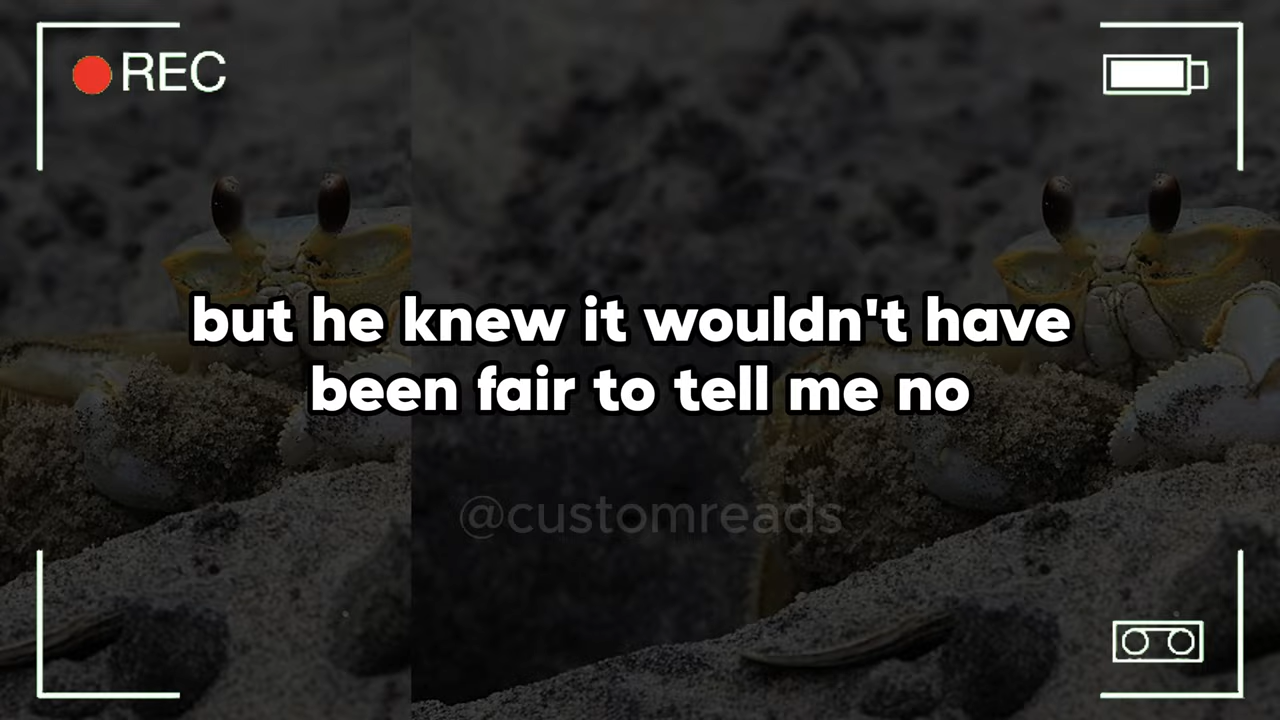 REC
but he knew it wouldn't have
been fair to tell me no
@customreads